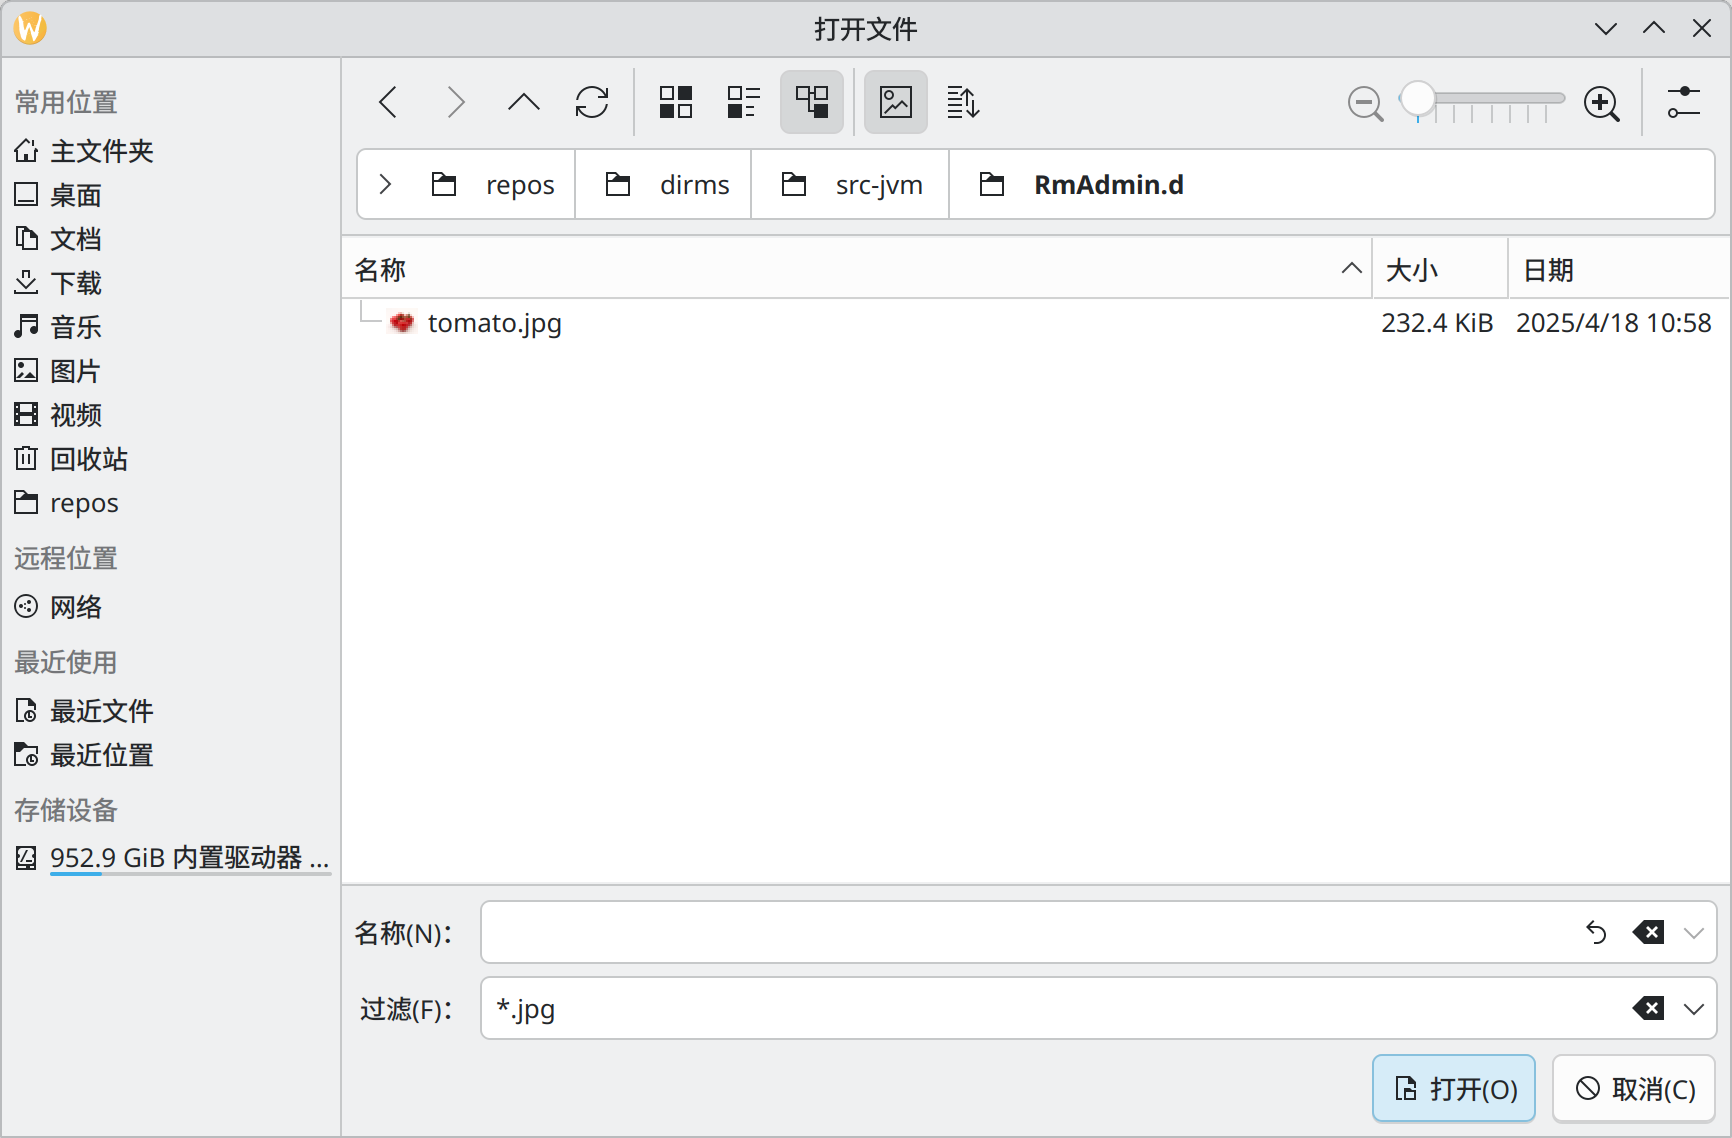 打开文件
常用位置
主文件夹
桌面
文档
下载
音乐
图片
视频
回收站
repos
远程位置
网络
最近使用
最近文件
最近位置
存储设备
952.9 GiB 内置驱动器 ...
repos dirms src-jvm RmAdmin.d
名称 大小 日期
tomato.jpg 232.4 KiB 2025/4/18 10:58
名称(N)：
过滤(F)： *.jpg
打开(O) 取消(C)